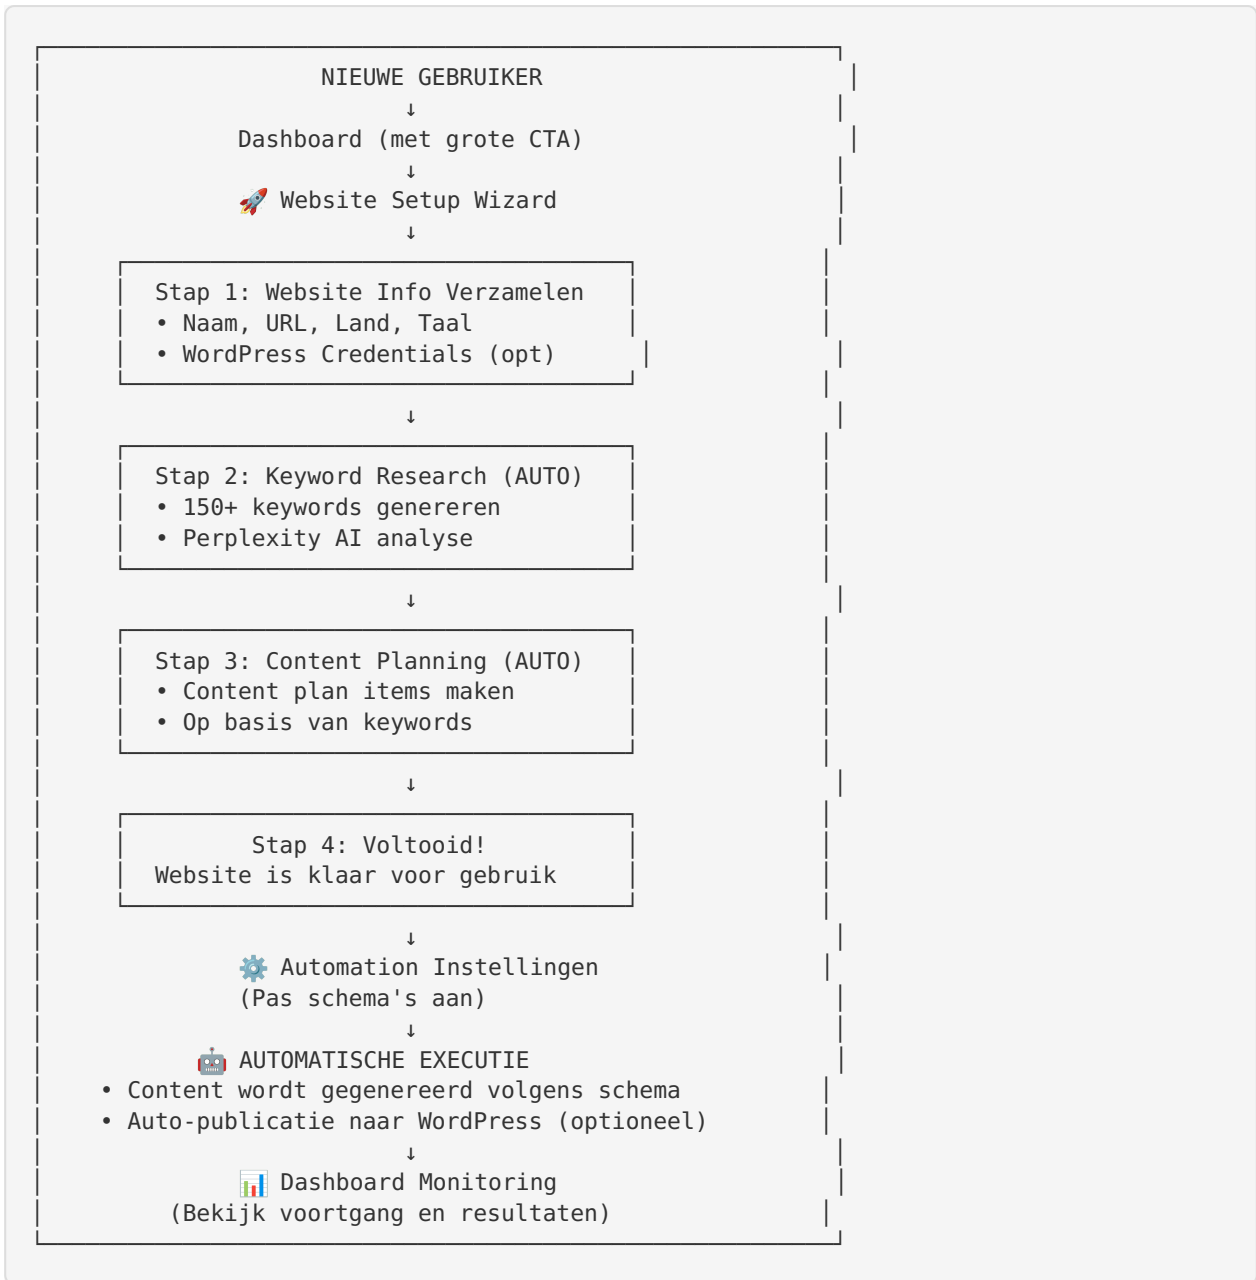 NIEUWE GEBRUIKER
↓
Dashboard (met grote CTA)
↓
🚀 Website Setup Wizard
↓
Stap 1: Website Info Verzamelen
• Naam, URL, Land, Taal
• WordPress Credentials (opt)
↓
Stap 2: Keyword Research (AUTO)
• 150+ keywords genereren
• Perplexity AI analyse
↓
Stap 3: Content Planning (AUTO)
• Content plan items maken
• Op basis van keywords
↓
Stap 4: Voltooid!
Website is klaar voor gebruik
↓
⚙️ Automation Instellingen
(Pas schema's aan)
↓
🤖 AUTOMATISCHE EXECUTIE
• Content wordt gegenereerd volgens schema
• Auto-publicatie naar WordPress (optioneel)
↓
📊 Dashboard Monitoring
(Bekijk voortgang en resultaten)